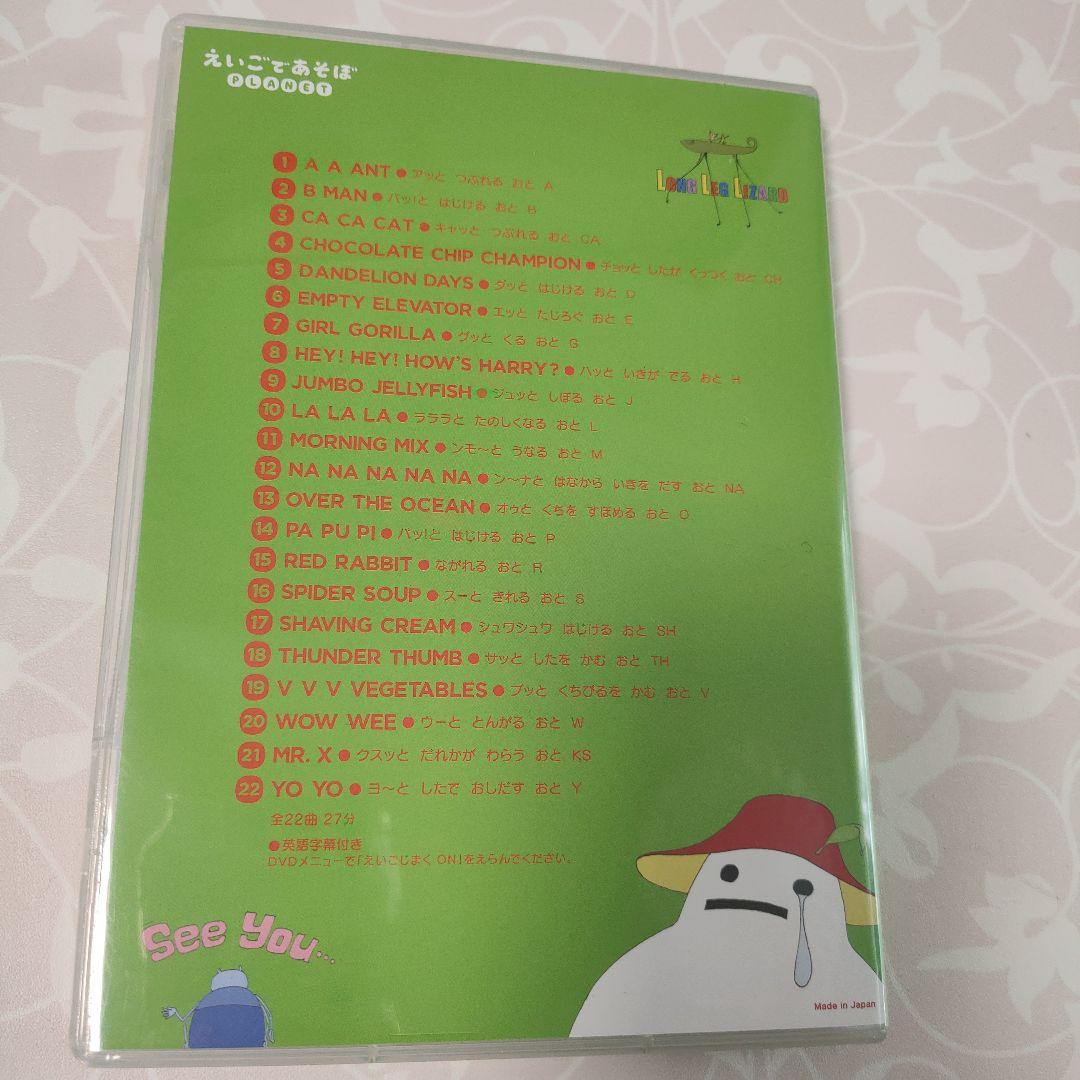 えいごであそぼ
PLANET
LONG LEG LIZARD
1 A A ANT ● アッと つぶれる おと A
2 B MAN ● バッ!と はじける おと B
3 CA CA CAT ● キャッと つぶれる おと CA
4 CHOCOLATE CHIP CHAMPION ● チョッと したが くっつく おと CH
5 DANDELION DAYS ● ダッと はじける おと D
6 EMPTY ELEVATOR ● エッと たじろぐ おと E
7 GIRL GORILLA ● グッと くる おと G
8 HEY! HEY! HOW'S HARRY? ● ハッと いきが でる おと H
9 JUMBO JELLYFISH ● ジュッと しぼる おと J
10 LA LA LA ● ラララと たのしくなる おと L
11 MORNING MIX ● ンモ〜と うなる おと M
12 NA NA NA NA NA ● ン〜ナと はなから いきを だす おと NA
13 OVER THE OCEAN ● オゥと くちを すぼめる おと O
14 PA PU PI ● パッ!と はじける おと P
15 RED RABBIT ● ながれる おと R
16 SPIDER SOUP ● スーと きれる おと S
17 SHAVING CREAM ● シュワシュワ はじける おと SH
18 THUNDER THUMB ● サッと したを かむ おと TH
19 V V V VEGETABLES ● ブッと くちびるを かむ おと V
20 WOW WEE ● ウーと とんがる おと W
21 MR. X ● クスッと だれかが わらう おと KS
22 YO YO ● ヨ〜と したで おしだす おと Y
全22曲 27分
●英語字幕付き
DVDメニューで「えいごじまく ON」をえらんでください。
See You...
Made in Japan